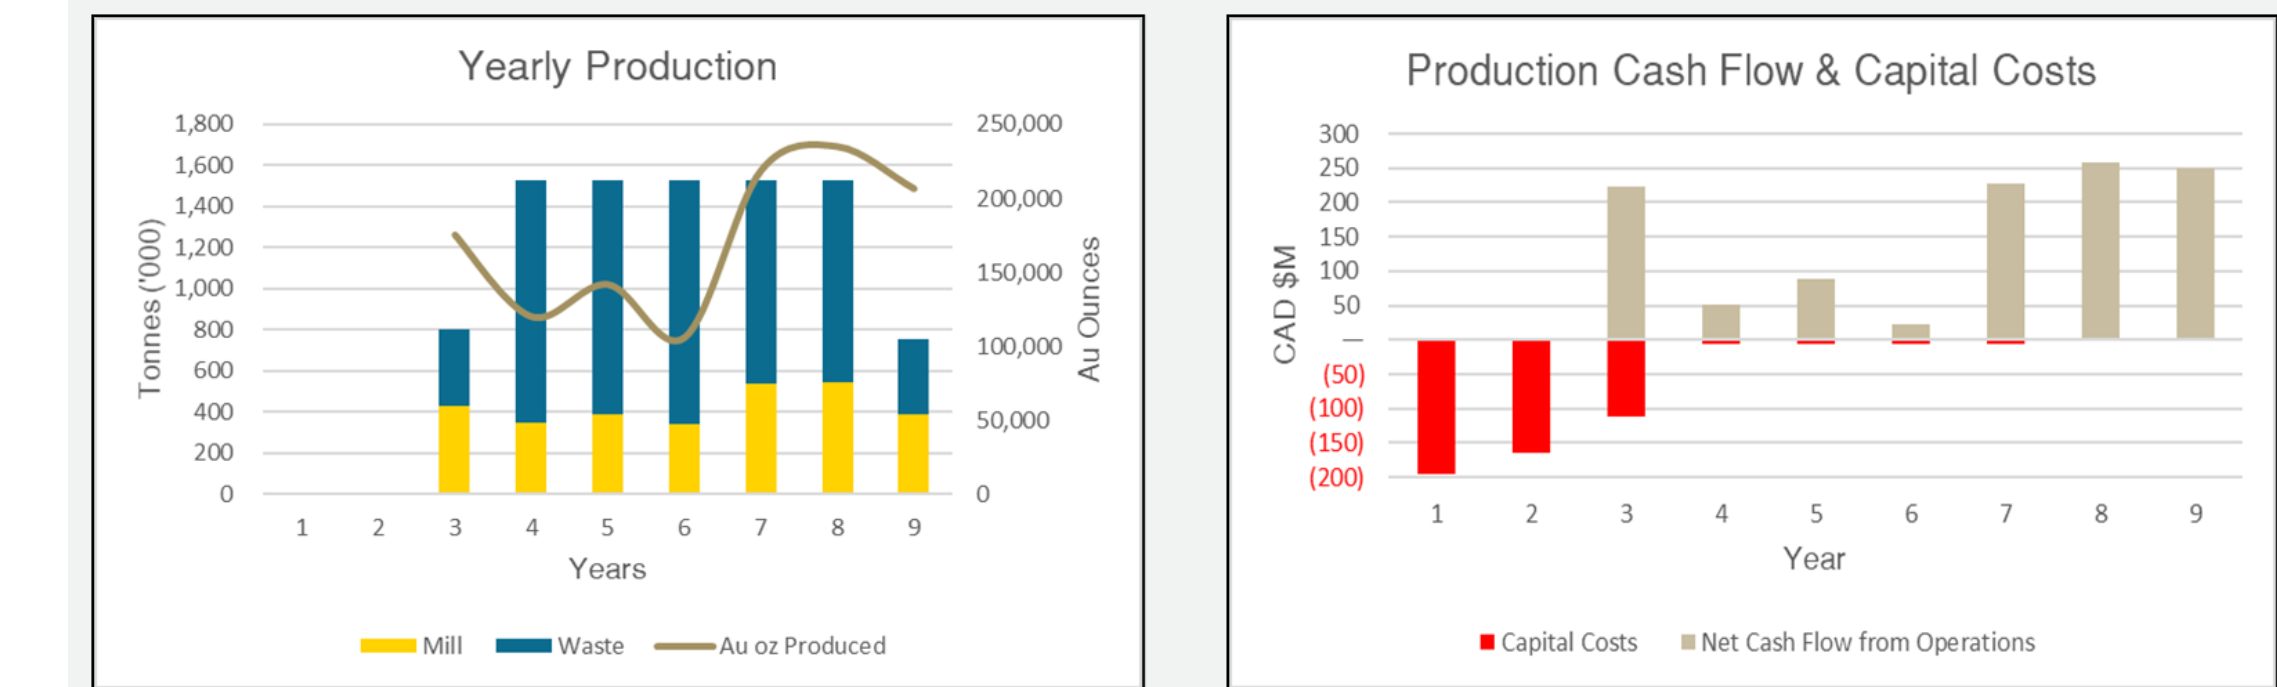 Yearly Production
1,800
1,600
1,400
1,200
1,000
800
600
400
200
0
Tonnes ('000)
250,000
200,000
150,000
100,000
50,000
0
Au Ounces
1 2 3 4 5 6 7 8 9
Years
Mill Waste Au oz Produced
Production Cash Flow & Capital Costs
300
250
200
150
100
50
—
(50)
(100)
(150)
(200)
CAD $M
1 2 3 4 5 6 7 8 9
Year
Capital Costs Net Cash Flow from Operations